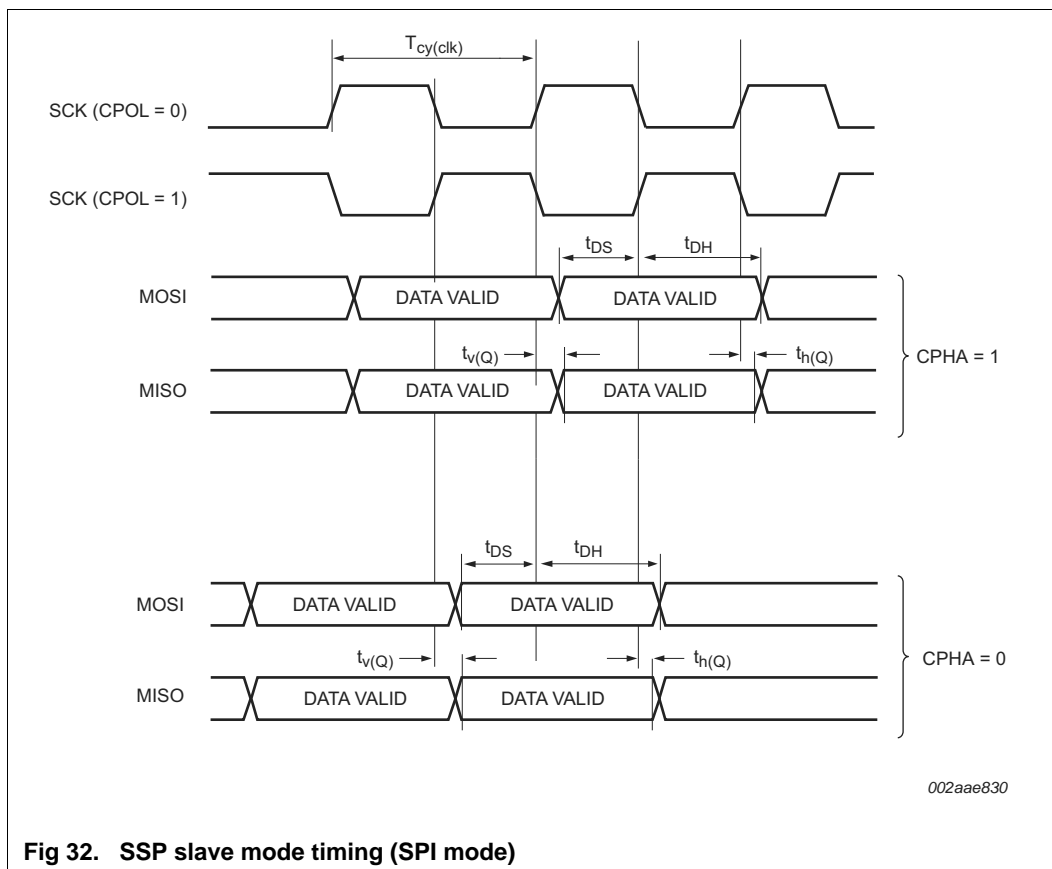 Tcy(clk)
SCK (CPOL = 0)
SCK (CPOL = 1)
tDS tDH
MOSI DATA VALID DATA VALID
tv(Q) th(Q)
CPHA = 1
MISO DATA VALID DATA VALID
tDS tDH
MOSI DATA VALID DATA VALID
tv(Q) th(Q)
CPHA = 0
MISO DATA VALID DATA VALID
002aae830
Fig 32. SSP slave mode timing (SPI mode)